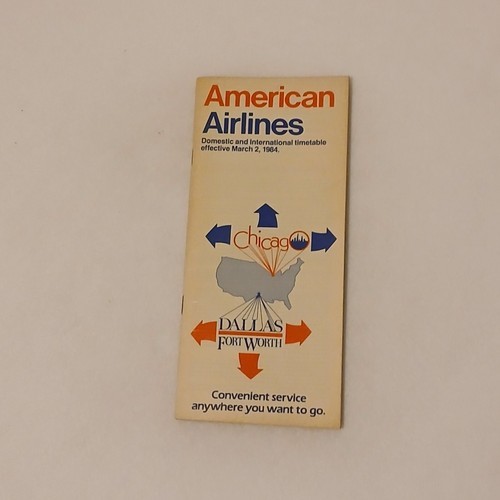 American
Airlines
Domestic and International timetable
effective March 2, 1984.
Chicago
DALLAS
FORT WORTH
Convenient service
anywhere you want to go.